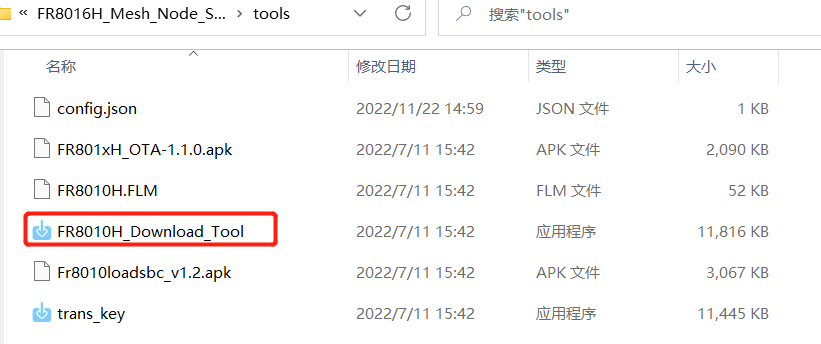 « FR8016H_Mesh_Node_S... › tools 搜索"tools"
名称 修改日期 类型 大小
config.json 2022/11/22 14:59 JSON 文件 1 KB
FR801xH_OTA-1.1.0.apk 2022/7/11 15:42 APK 文件 2,090 KB
FR8010H.FLM 2022/7/11 15:42 FLM 文件 52 KB
FR8010H_Download_Tool 2022/7/11 15:42 应用程序 11,816 KB
Fr8010loadsbc_v1.2.apk 2022/7/11 15:42 APK 文件 3,067 KB
trans_key 2022/7/11 15:42 应用程序 11,445 KB